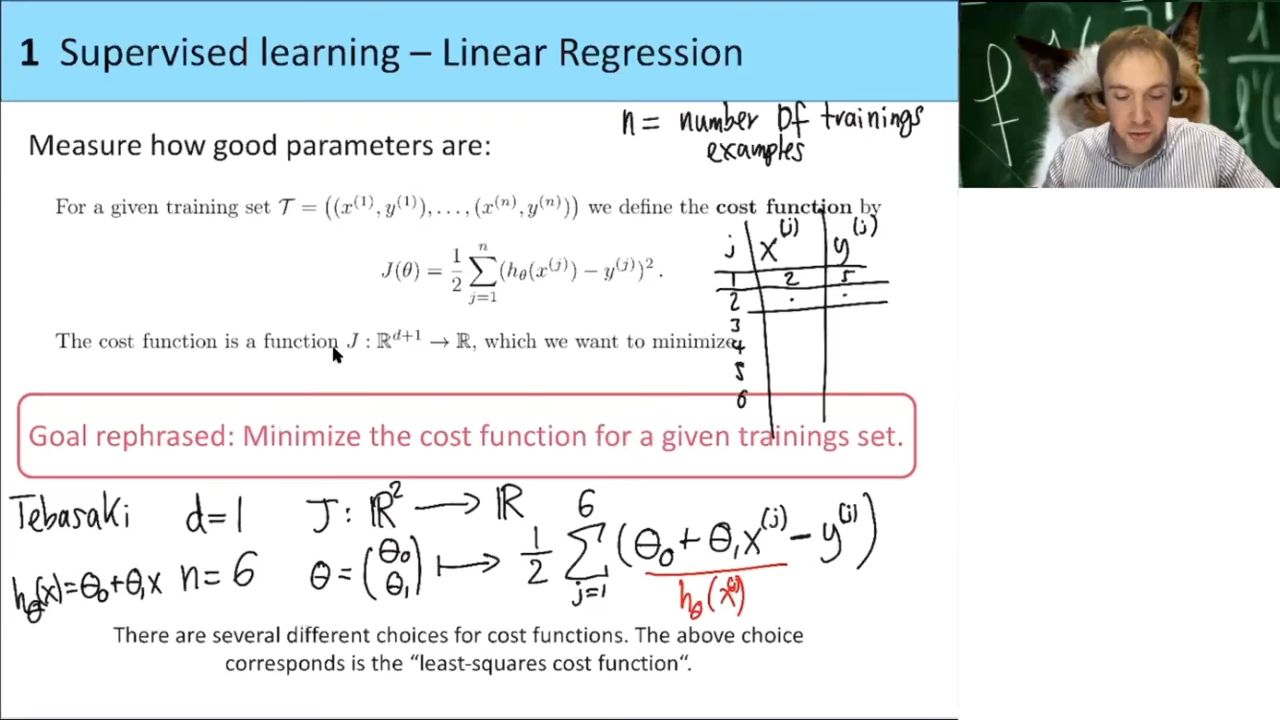 1 Supervised learning – Linear Regression
n = number of trainings
examples
Measure how good parameters are:
For a given training set 𝒯 = ((x^(1), y^(1)), . . . , (x^(n), y^(n))) we define the cost function by
J(θ) = 1/2 ∑_{j=1}^{n} (h_θ(x^(j)) − y^(j))² .
The cost function is a function J : ℝ^{d+1} → ℝ, which we want to minimize.
j x^(j) y^(j)
1 2 5
2 . .
3
4
5
6
Goal rephrased: Minimize the cost function for a given trainings set.
Tebasaki d=1 J: ℝ² ⟶ ℝ
h_θ(x)=θ₀+θ₁x n=6 θ = (θ₀ θ₁) ⟼ 1/2 ∑_{j=1}^{6} (θ₀ + θ₁x^(j) − y^(j))
h_θ(x^(j))
There are several different choices for cost functions. The above choice
corresponds is the “least-squares cost function“.